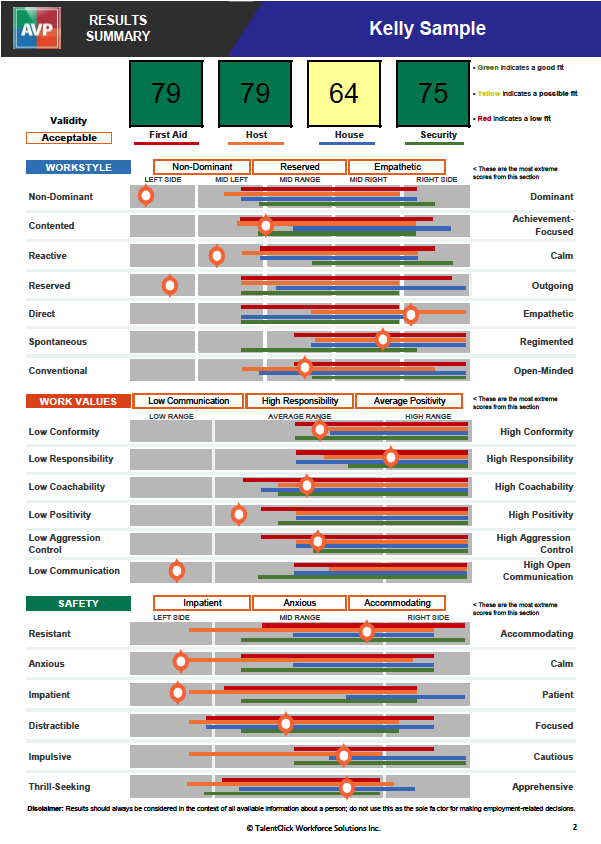 AVP
RESULTS
SUMMARY
Kelly Sample
79
79
64
75
• Green indicates a good fit
• Yellow indicates a possible fit
• Red indicates a low fit
Validity
Acceptable
First Aid
Host
House
Security
WORKSTYLE
Non-Dominant
Reserved
Empathetic
< These are the most extreme
scores from this section
LEFT SIDE
MID LEFT
MID RANGE
MID RIGHT
RIGHT SIDE
Non-Dominant
Dominant
Contented
Achievement-
Focused
Reactive
Calm
Reserved
Outgoing
Direct
Empathetic
Spontaneous
Regimented
Conventional
Open-Minded
WORK VALUES
Low Communication
High Responsibility
Average Positivity
< These are the most extreme
scores from this section
LOW RANGE
AVERAGE RANGE
HIGH RANGE
Low Conformity
High Conformity
Low Responsibility
High Responsibility
Low Coachability
High Coachability
Low Positivity
High Positivity
Low Aggression
Control
High Aggression
Control
Low Communication
High Open
Communication
SAFETY
Impatient
Anxious
Accommodating
< These are the most extreme
scores from this section
LEFT SIDE
MID RANGE
RIGHT SIDE
Resistant
Accommodating
Anxious
Calm
Impatient
Patient
Distractible
Focused
Impulsive
Cautious
Thrill-Seeking
Apprehensive
Disclaimer: Results should always be considered in the context of all available information about a person; do not use this as the sole factor for making employment-related decisions.
© TalentClick Workforce Solutions Inc.
2